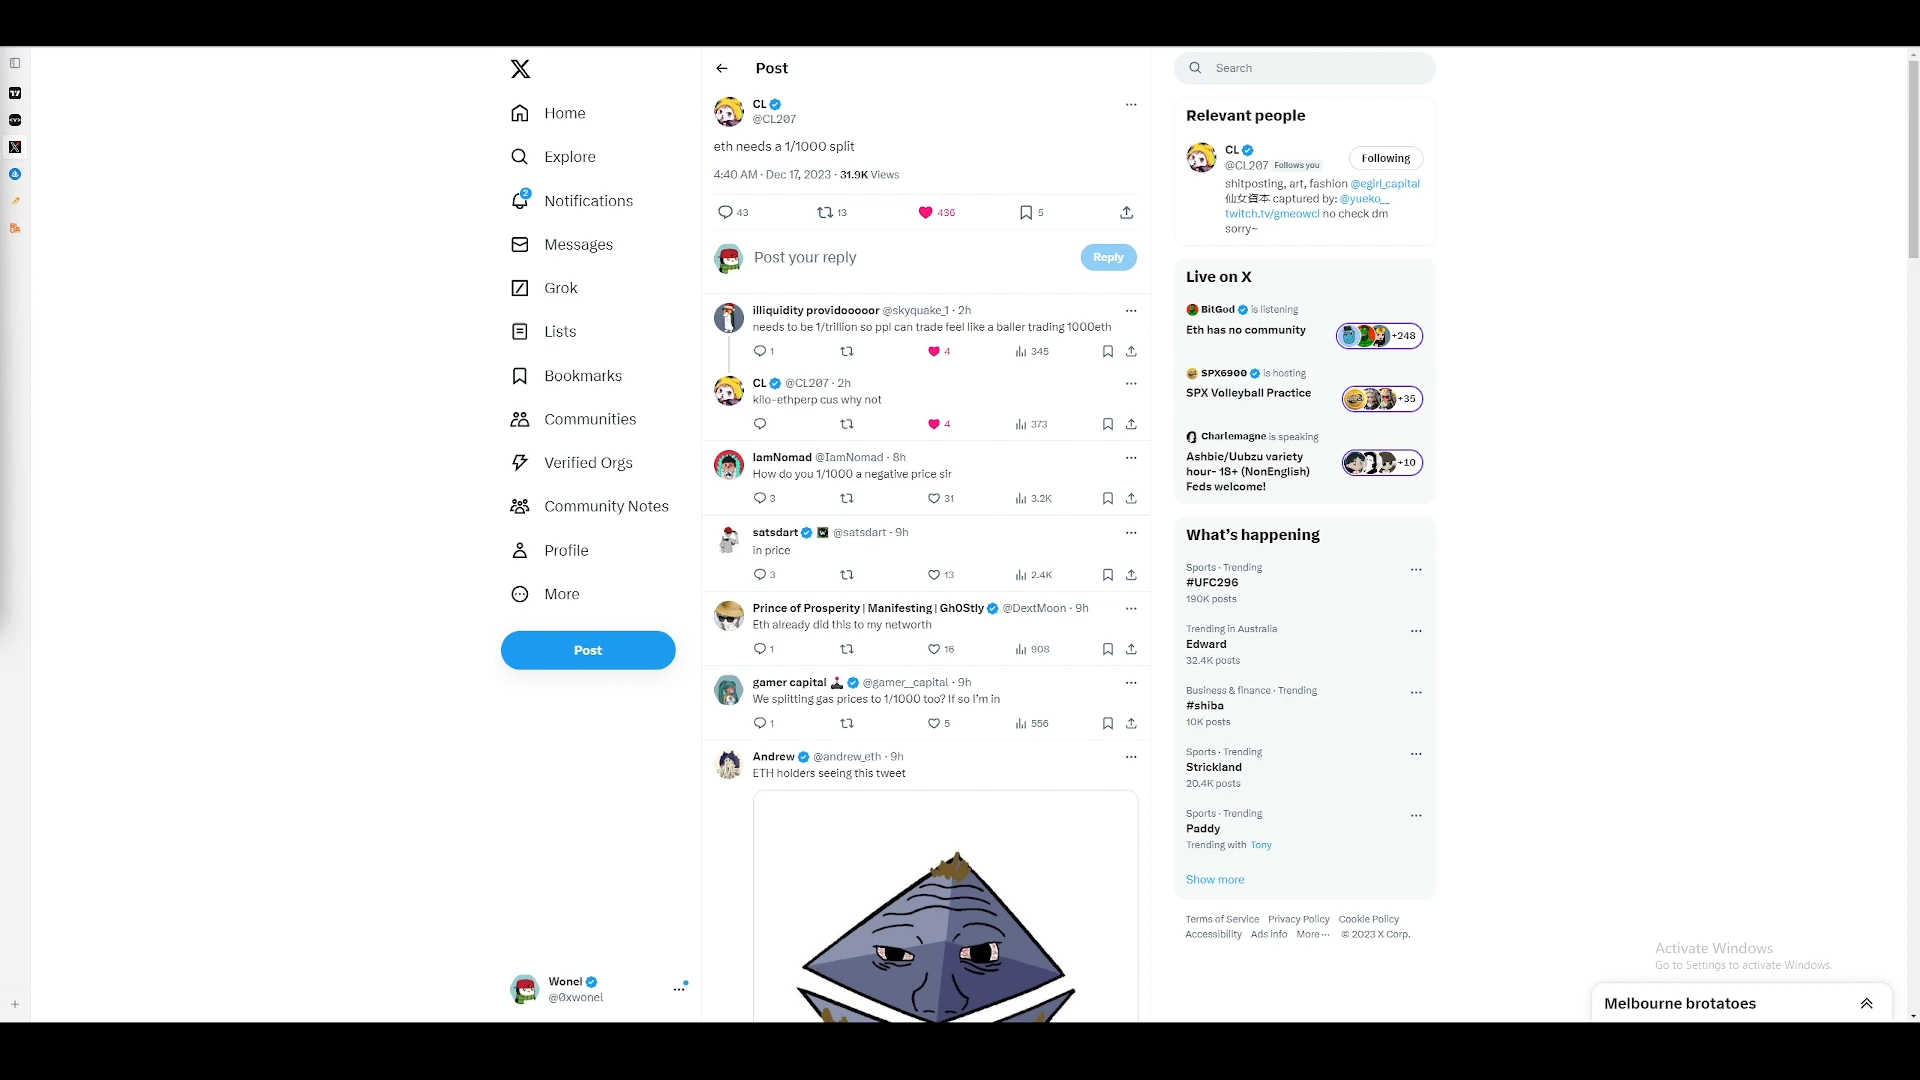 Home
Explore
2
Notifications
Messages
Grok
Lists
Bookmarks
Communities
Verified Orgs
Community Notes
Profile
More
Post
Wonel
@0xwonel
Post
CL
@CL207
eth needs a 1/1000 split
4:40 AM · Dec 17, 2023 · 31.9K Views
43 13 436 5
Post your reply
Reply
illiquidity providooooor @skyquake_1 · 2h
needs to be 1/trillion so ppl can trade feel like a baller trading 1000eth
1 4 345
CL @CL207 · 2h
kilo-ethperp cus why not
4 373
IamNomad @IamNomad · 8h
How do you 1/1000 a negative price sir
3 31 3.2K
satsdart @satsdart · 9h
in price
3 13 2.4K
Prince of Prosperity | Manifesting | Gh0Stly @DextMoon · 9h
Eth already did this to my networth
1 16 908
gamer capital @gamer__capital · 9h
We splitting gas prices to 1/1000 too? If so I'm in
1 5 556
Andrew @andrew_eth · 9h
ETH holders seeing this tweet
Search
Relevant people
CL
@CL207 Follows you
Following
shitposting, art, fashion @egirl_capital
仙女資本 captured by: @yueko__
twitch.tv/gmeowcl no check dm
sorry~
Live on X
BitGod is listening
Eth has no community
+248
SPX6900 is hosting
SPX Volleyball Practice
+35
Charlemagne is speaking
Ashbie/Uubzu variety
hour- 18+ (NonEnglish)
Feds welcome!
+10
What's happening
Sports · Trending
#UFC296
190K posts
Trending in Australia
Edward
32.4K posts
Business & finance · Trending
#shiba
10K posts
Sports · Trending
Strickland
20.4K posts
Sports · Trending
Paddy
Trending with Tony
Show more
Terms of Service Privacy Policy Cookie Policy
Accessibility Ads info More ··· © 2023 X Corp.
Activate Windows
Go to Settings to activate Windows.
Melbourne brotatoes